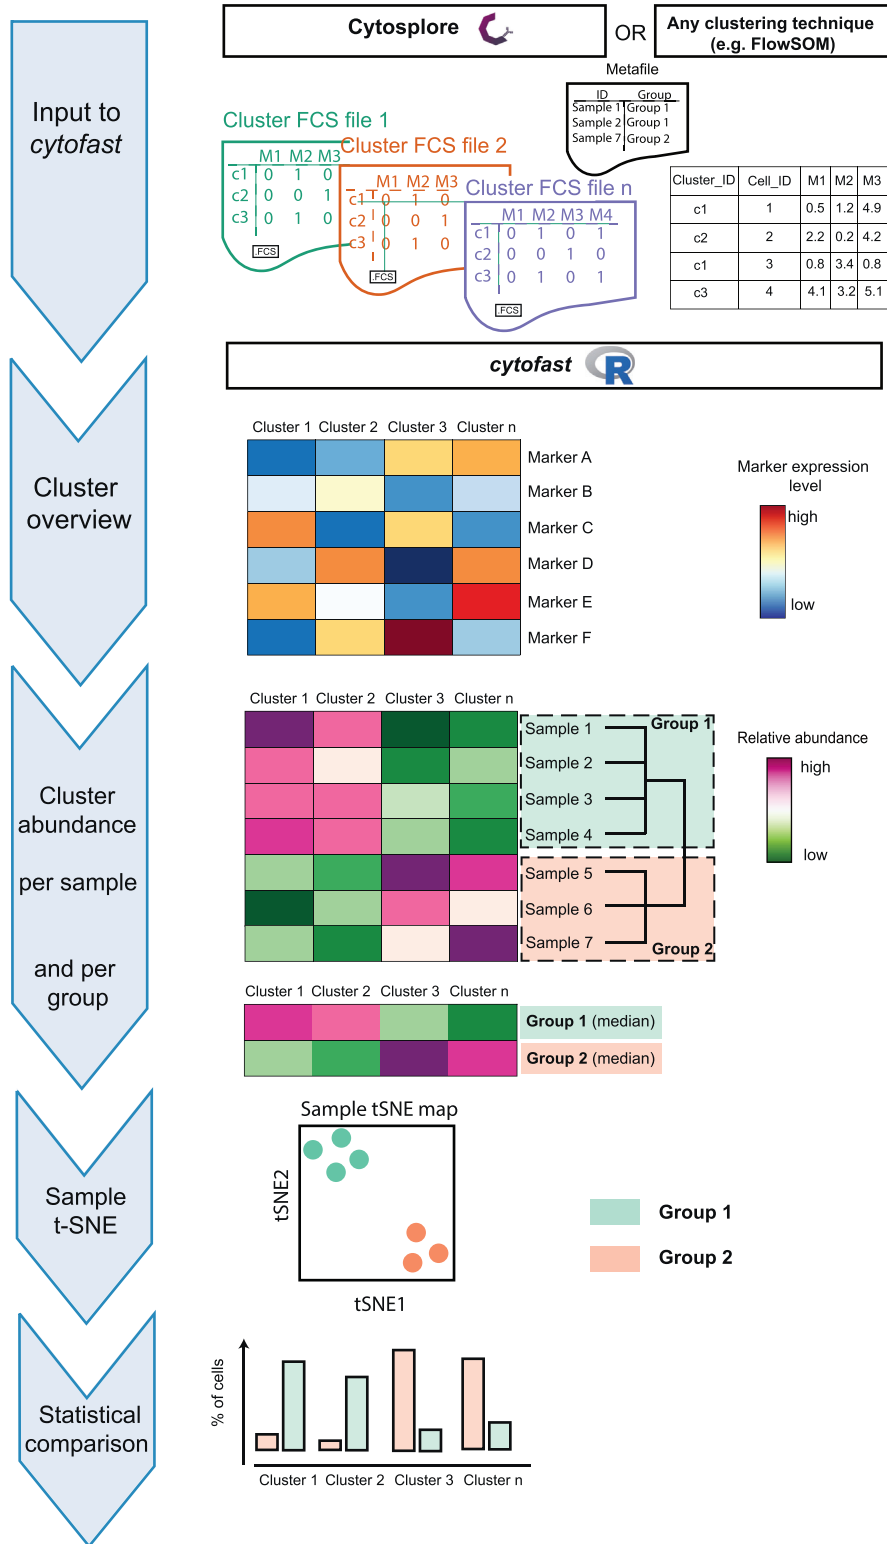 Input to
cytofast
Cytosplore
OR
Any clustering technique
(e.g. FlowSOM)
Metafile
ID Group
Sample 1 Group 1
Sample 2 Group 1
Sample 7 Group 2
Cluster FCS file 1
M1 M2 M3
c1 0 1 0
c2 0 0 1
c3 0 1 0
.FCS
Cluster FCS file 2
M1 M2 M3
c1 0 1 0
c2 0 0 1
c3 0 1 0
.FCS
Cluster FCS file n
M1 M2 M3 M4
c1 0 1 0 1
c2 0 0 1 0
c3 0 1 0 1
.FCS
Cluster_ID Cell_ID M1 M2 M3
c1 1 0.5 1.2 4.9
c2 2 2.2 0.2 4.2
c1 3 0.8 3.4 0.8
c3 4 4.1 3.2 5.1
cytofast R
Cluster
overview
Cluster 1 Cluster 2 Cluster 3 Cluster n
Marker A
Marker B
Marker C
Marker D
Marker E
Marker F
Marker expression
level
high
low
Cluster
abundance
per sample
and per
group
Cluster 1 Cluster 2 Cluster 3 Cluster n
Group 1
Sample 1
Sample 2
Sample 3
Sample 4
Sample 5
Sample 6
Sample 7
Group 2
Relative abundance
high
low
Cluster 1 Cluster 2 Cluster 3 Cluster n
Group 1 (median)
Group 2 (median)
Sample
t-SNE
Sample tSNE map
tSNE2
tSNE1
Group 1
Group 2
Statistical
comparison
% of cells
Cluster 1 Cluster 2 Cluster 3 Cluster n